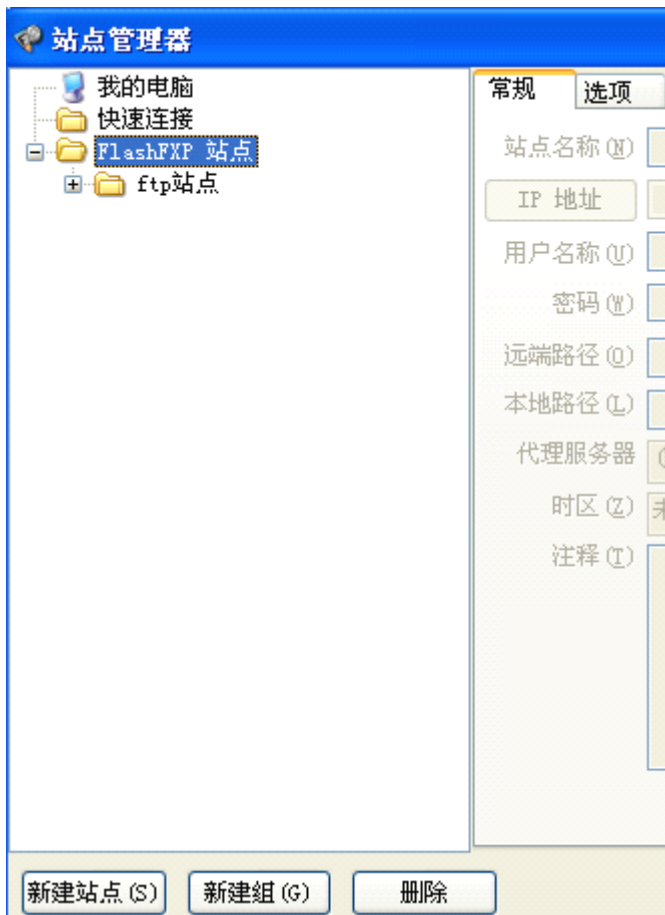 站点管理器
我的电脑
快速连接
FlashFXP 站点
ftp站点
常规
选项
站点名称(N)
IP 地址
用户名称(U)
密码(W)
远端路径(O)
本地路径(L)
代理服务器
时区(Z)
注释(T)
新建站点(S)
新建组(G)
删除